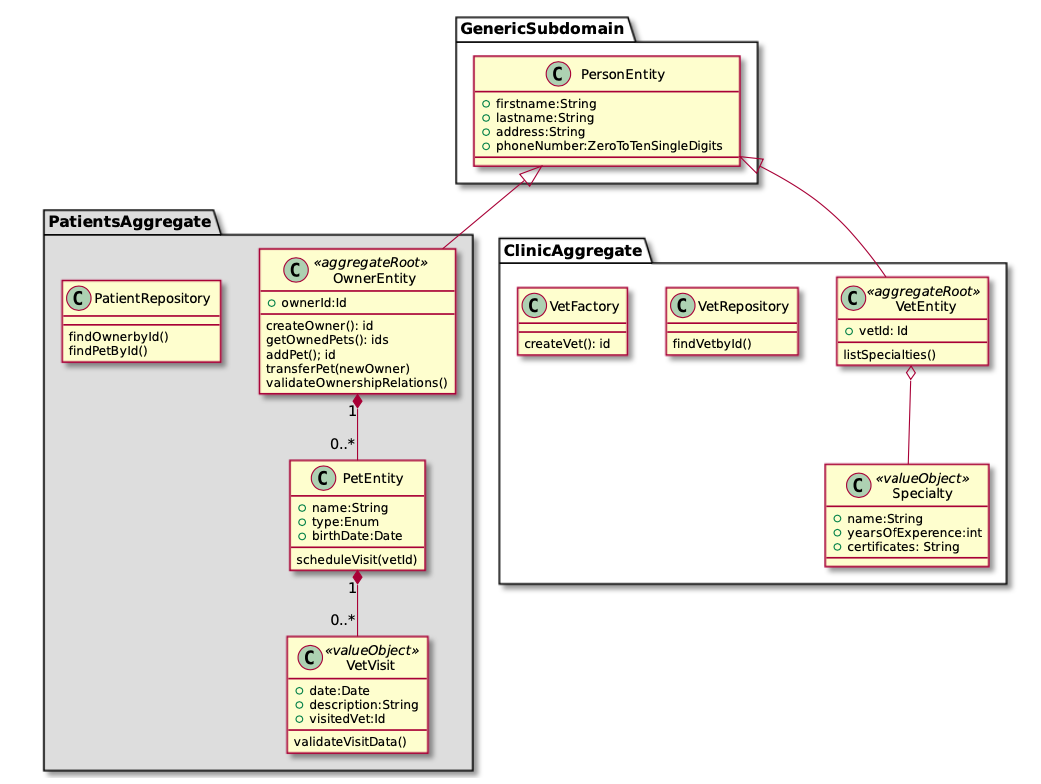 GenericSubdomain
C PersonEntity
firstname:String
lastname:String
address:String
phoneNumber:ZeroToTenSingleDigits
PatientsAggregate
C PatientRepository
findOwnerbyId()
findPetById()
C «aggregateRoot»
OwnerEntity
ownerId:Id
createOwner(): id
getOwnedPets(): ids
addPet(); id
transferPet(newOwner)
validateOwnershipRelations()
1
0..*
C PetEntity
name:String
type:Enum
birthDate:Date
scheduleVisit(vetId)
1
0..*
C «valueObject»
VetVisit
date:Date
description:String
visitedVet:Id
validateVisitData()
ClinicAggregate
C VetFactory
createVet(): id
C VetRepository
findVetbyId()
C «aggregateRoot»
VetEntity
vetId: Id
listSpecialties()
C «valueObject»
Specialty
name:String
yearsOfExperence:int
certificates: String